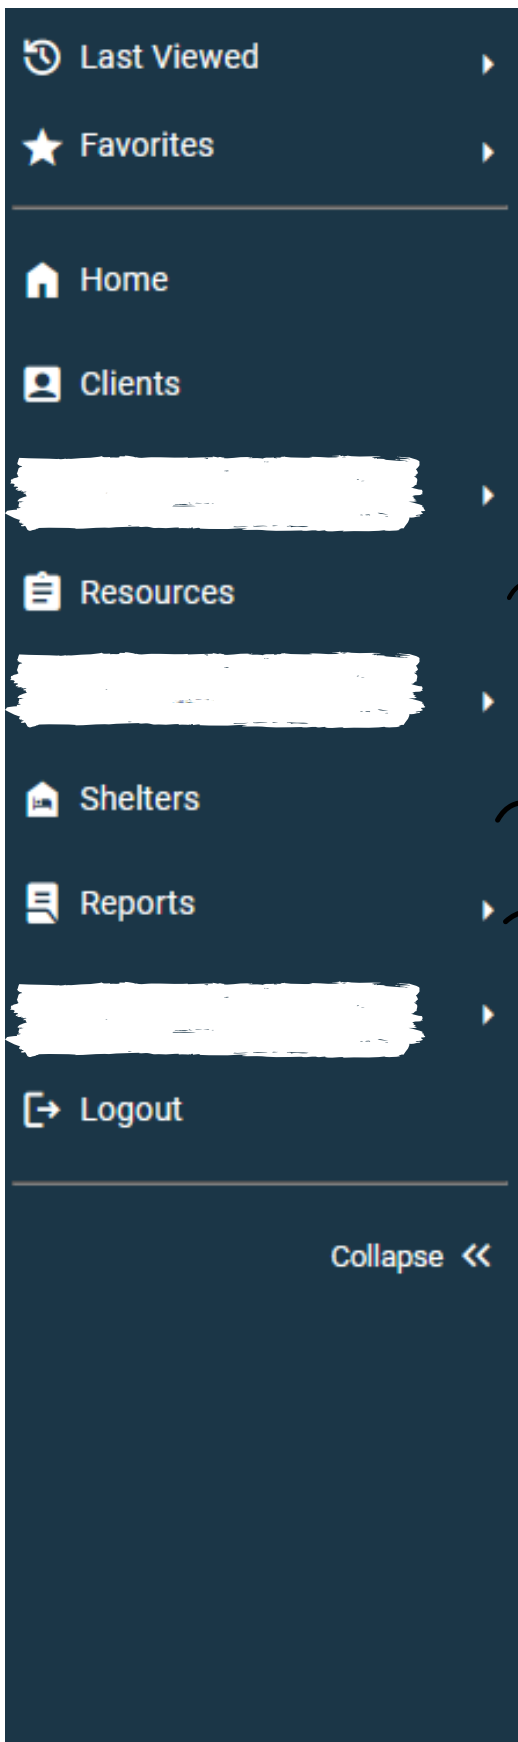 Last Viewed
Favorites
Home
Clients
Resources
Shelters
Reports
Logout
Collapse